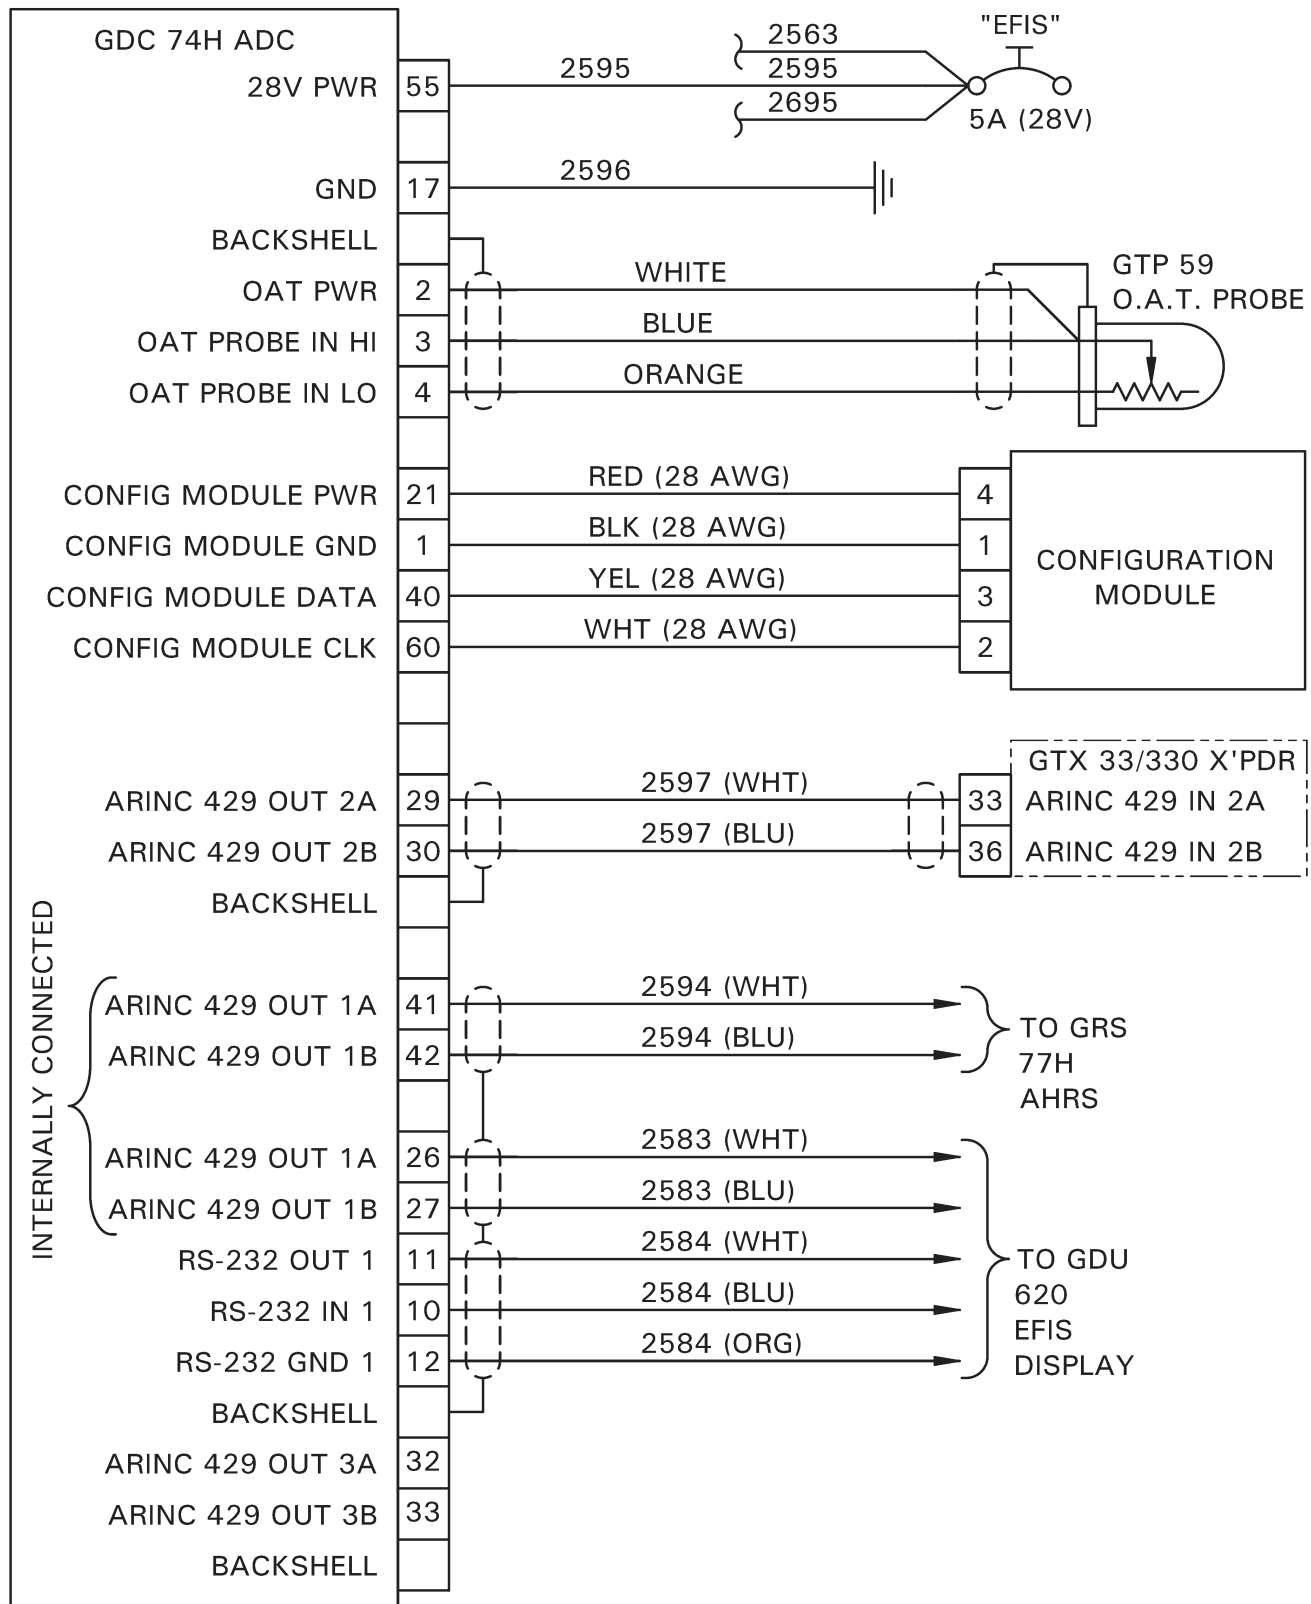 "EFIS"
GDC 74H ADC
2563
28V PWR 55 2595 2595
2695
5A (28V)
GND 17 2596
BACKSHELL
OAT PWR 2 WHITE
GTP 59
O.A.T. PROBE
OAT PROBE IN HI 3 BLUE
OAT PROBE IN LO 4 ORANGE
CONFIG MODULE PWR 21 RED (28 AWG) 4
CONFIG MODULE GND 1 BLK (28 AWG) 1
CONFIG MODULE DATA 40 YEL (28 AWG) 3
CONFIG MODULE CLK 60 WHT (28 AWG) 2
CONFIGURATION
MODULE
GTX 33/330 X'PDR
ARINC 429 OUT 2A 29 2597 (WHT) 33 ARINC 429 IN 2A
ARINC 429 OUT 2B 30 2597 (BLU) 36 ARINC 429 IN 2B
BACKSHELL
INTERNALLY CONNECTED
ARINC 429 OUT 1A 41 2594 (WHT)
ARINC 429 OUT 1B 42 2594 (BLU)
TO GRS
77H
AHRS
ARINC 429 OUT 1A 26 2583 (WHT)
ARINC 429 OUT 1B 27 2583 (BLU)
RS-232 OUT 1 11 2584 (WHT)
RS-232 IN 1 10 2584 (BLU)
RS-232 GND 1 12 2584 (ORG)
TO GDU
620
EFIS
DISPLAY
BACKSHELL
ARINC 429 OUT 3A 32
ARINC 429 OUT 3B 33
BACKSHELL